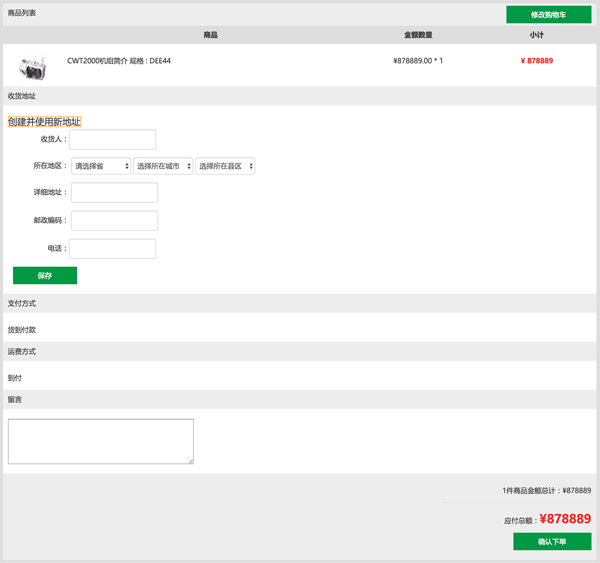 商品列表
修改购物车
商品 金额数量 小计
CWT2000机组简介 规格 : DEE44 ¥878889.00 * 1 ¥ 878889
收货地址
创建并使用新地址
收货人：
所在地区： 请选择省 选择所在城市 选择所在县区
详细地址：
邮政编码：
电话：
保存
支付方式
货到付款
运费方式
到付
留言
1件商品金额总计：¥878889
应付总额：¥878889
确认下单